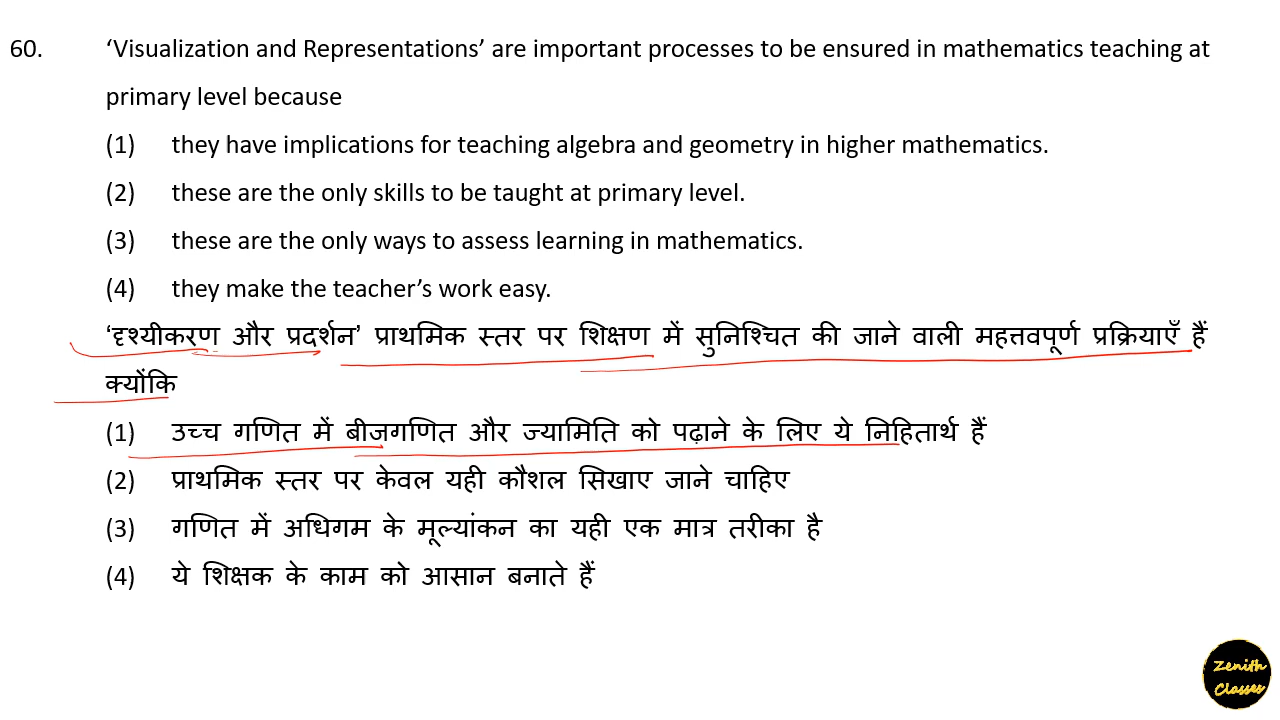 60. ‘Visualization and Representations’ are important processes to be ensured in mathematics teaching at
primary level because
(1) they have implications for teaching algebra and geometry in higher mathematics.
(2) these are the only skills to be taught at primary level.
(3) these are the only ways to assess learning in mathematics.
(4) they make the teacher’s work easy.
‘दृश्यीकरण और प्रदर्शन’ प्राथमिक स्तर पर शिक्षण में सुनिश्चित की जाने वाली महत्तवपूर्ण प्रक्रियाएँ हैं
क्योंकि
(1) उच्च गणित में बीजगणित और ज्यामिति को पढ़ाने के लिए ये निहितार्थ हैं
(2) प्राथमिक स्तर पर केवल यही कौशल सिखाए जाने चाहिए
(3) गणित में अधिगम के मूल्यांकन का यही एक मात्र तरीका है
(4) ये शिक्षक के काम को आसान बनाते हैं
Zenith
Classes